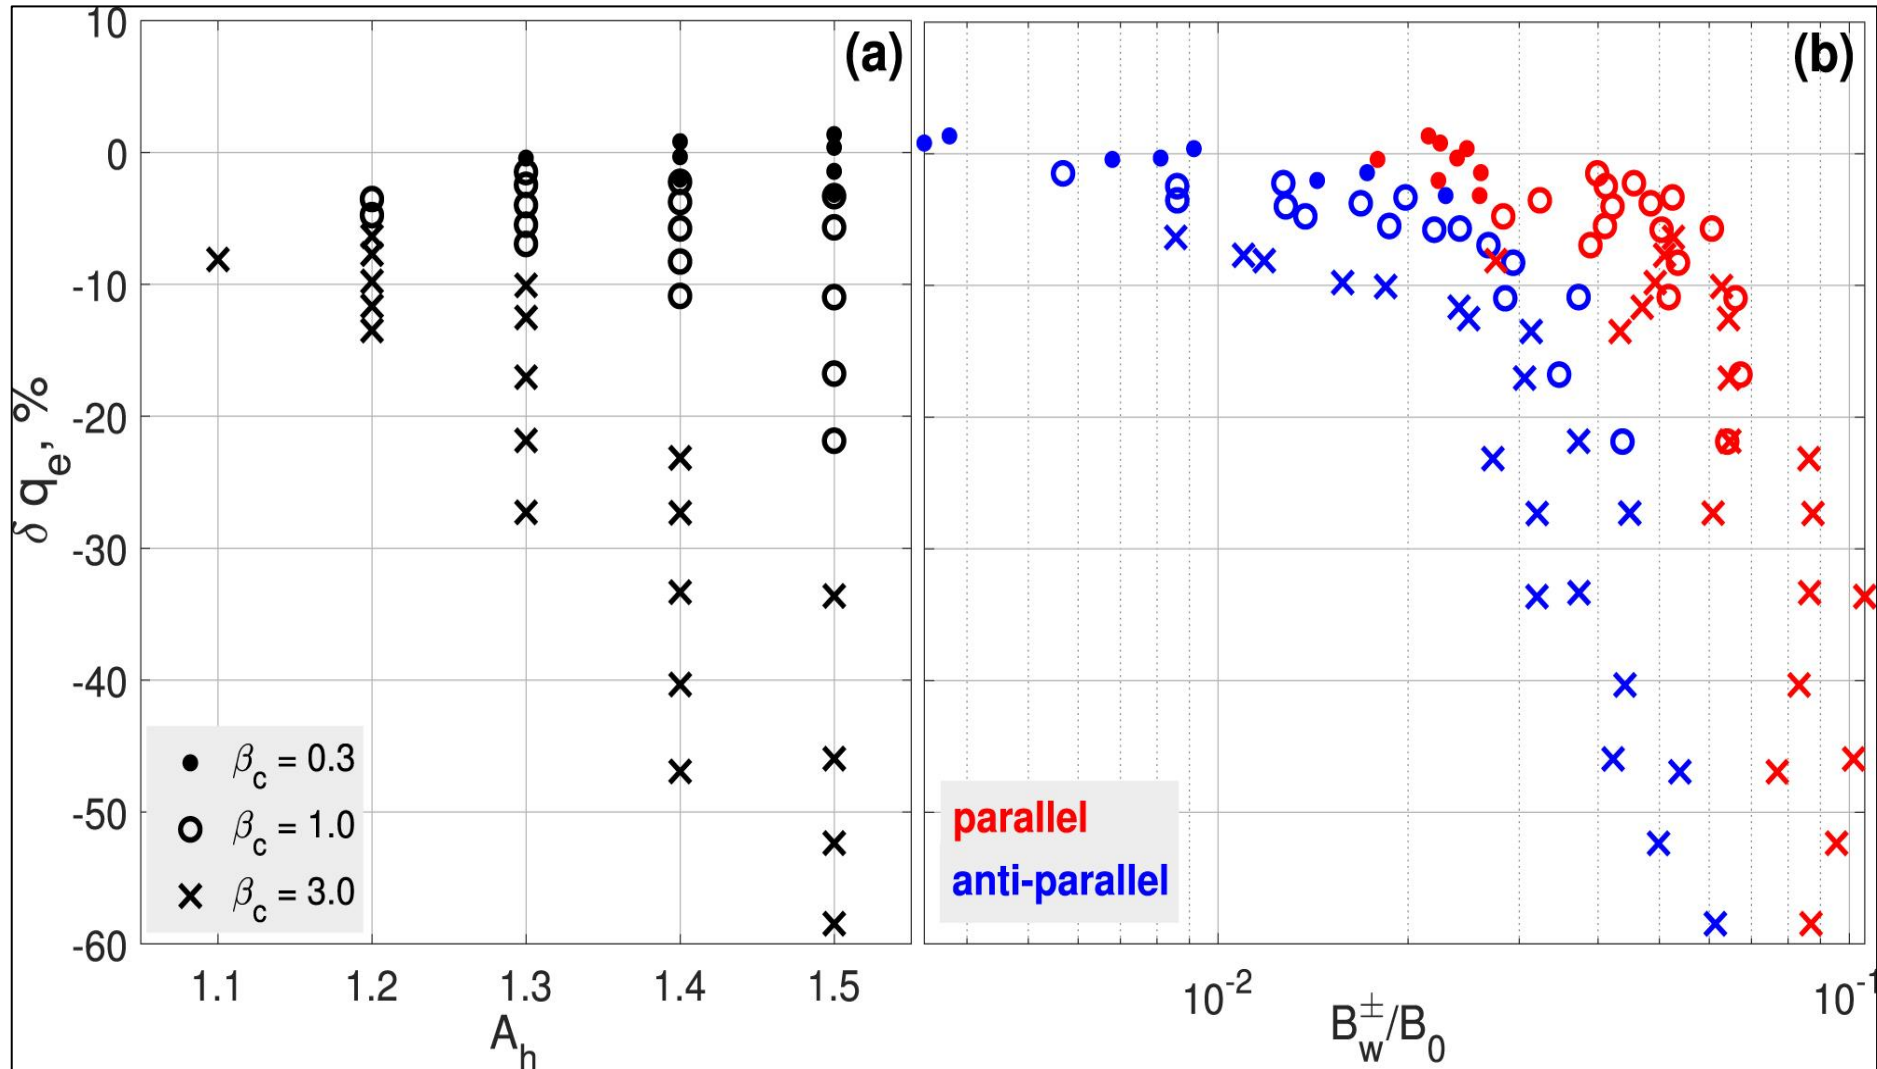 (a)
(b)
10
0
-10
-20
-30
-40
-50
-60
δ qₑ, %
β_c = 0.3
β_c = 1.0
β_c = 3.0
parallel
anti-parallel
1.1 1.2 1.3 1.4 1.5
10⁻² 10⁻¹
A_h
B_w^±/B_0